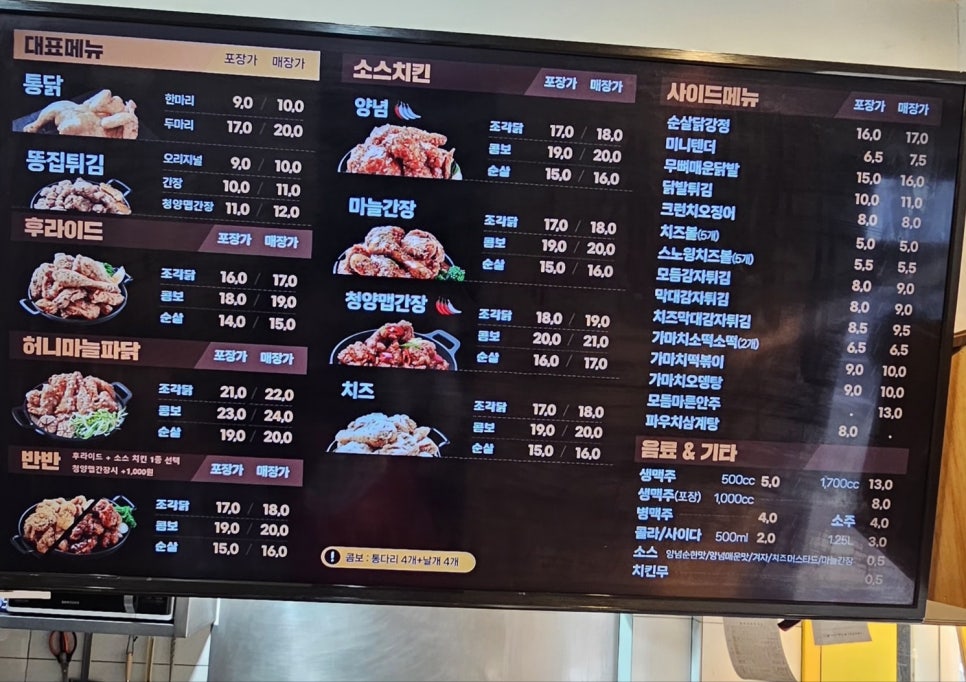 대표메뉴 포장가 매장가
통닭
한마리 9,0 / 10,0
두마리 17,0 / 20,0
똥집튀김
오리지널 9,0 / 10,0
간장 10,0 / 11,0
청양맵간장 11,0 / 12,0
후라이드 포장가 매장가
조각닭 16,0 / 17,0
콤보 18,0 / 19,0
순살 14,0 / 15,0
허니마늘파닭 포장가 매장가
조각닭 21,0 / 22,0
콤보 23,0 / 24,0
순살 19,0 / 20,0
반반 후라이드 + 소스 치킨 1종 선택
청양맵간장시 +1,000원
포장가 매장가
조각닭 17,0 / 18,0
콤보 19,0 / 20,0
순살 15,0 / 16,0
소스치킨 포장가 매장가
양념
조각닭 17,0 / 18,0
콤보 19,0 / 20,0
순살 15,0 / 16,0
마늘간장
조각닭 17,0 / 18,0
콤보 19,0 / 20,0
순살 15,0 / 16,0
청양맵간장
조각닭 18,0 / 19,0
콤보 20,0 / 21,0
순살 16,0 / 17,0
치즈
조각닭 17,0 / 18,0
콤보 19,0 / 20,0
순살 15,0 / 16,0
! 콤보 : 통다리 4개+날개 4개
사이드메뉴 포장가 매장가
순살닭강정 16,0 17,0
미니텐더 6,5 7,5
무뼈매운닭발 15,0 16,0
닭발튀김 10,0 11,0
크런치오징어 8,0 8,0
치즈볼(5개) 5,0 5,0
스노윙치즈볼(5개) 5,5 5,5
모듬감자튀김 8,0 9,0
막대감자튀김 8,0 9,0
치즈막대감자튀김 8,5 9,5
가마치소떡소떡(2개) 6,5 6,5
가마치떡볶이 9,0 10,0
가마치오뎅탕 9,0 10,0
모듬마른안주 . 13,0
파우치삼계탕 8,0 .
음료 & 기타
생맥주 500cc 5,0 1,700cc 13,0
생맥주(포장) 1,000cc 8,0
병맥주 4,0 소주 4,0
콜라/사이다 500ml 2,0 1.25L 3,0
소스 양념순한맛/양념매운맛/겨자/치즈머스타드/마늘간장 0,5
치킨무 0,5
SAMSUNG